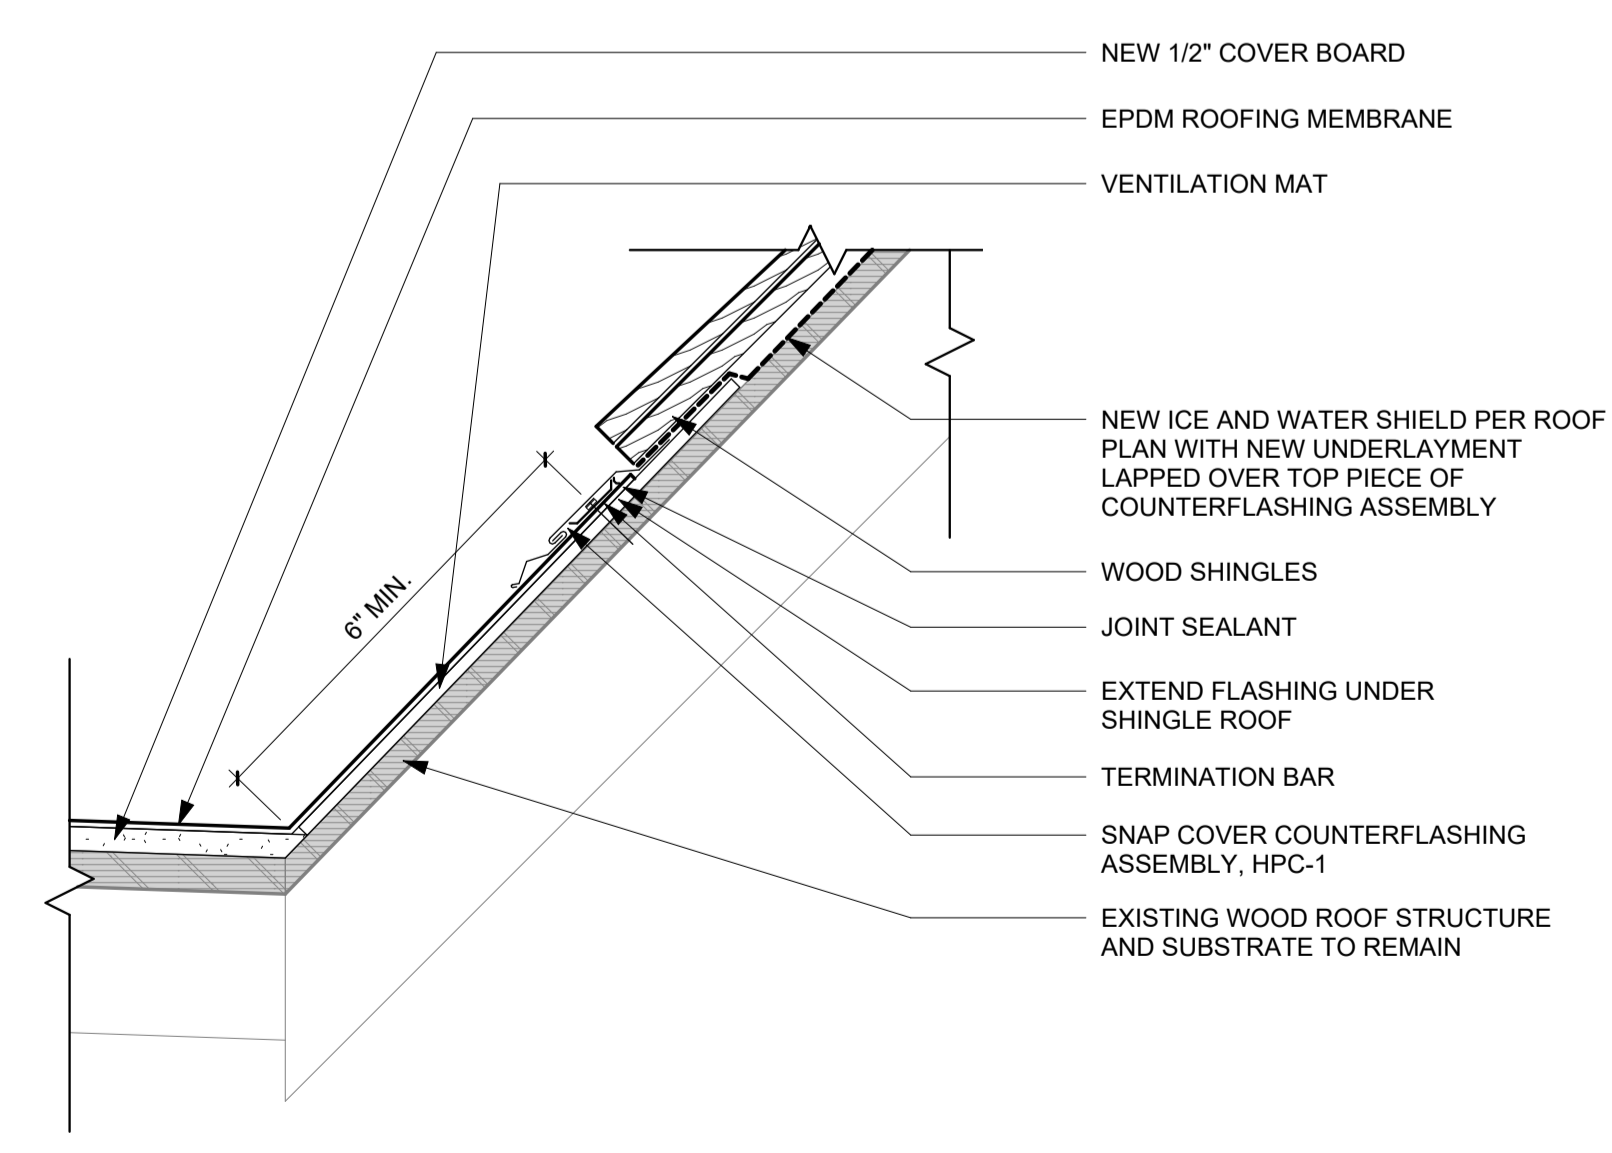 NEW 1/2" COVER BOARD
EPDM ROOFING MEMBRANE
VENTILATION MAT
NEW ICE AND WATER SHIELD PER ROOF
PLAN WITH NEW UNDERLAYMENT
LAPPED OVER TOP PIECE OF
COUNTERFLASHING ASSEMBLY
WOOD SHINGLES
6" MIN.
JOINT SEALANT
EXTEND FLASHING UNDER
SHINGLE ROOF
TERMINATION BAR
SNAP COVER COUNTERFLASHING
ASSEMBLY, HPC-1
EXISTING WOOD ROOF STRUCTURE
AND SUBSTRATE TO REMAIN